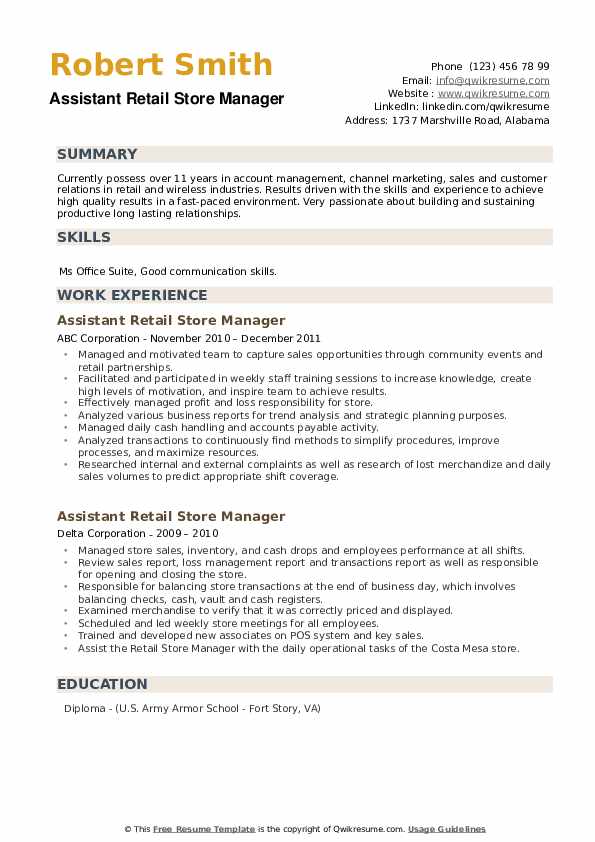 Robert Smith
Assistant Retail Store Manager
Phone (123) 456 78 99
Email: info@qwikresume.com
Website : www.qwikresume.com
LinkedIn: linkedin.com/qwikresume
Address: 1737 Marshville Road, Alabama
SUMMARY
Currently possess over 11 years in account management, channel marketing, sales and customer
relations in retail and wireless industries. Results driven with the skills and experience to achieve
high quality results in a fast-paced environment. Very passionate about building and sustaining
productive long lasting relationships.
SKILLS
Ms Office Suite, Good communication skills.
WORK EXPERIENCE
Assistant Retail Store Manager
ABC Corporation - November 2010 – December 2011
• Managed and motivated team to capture sales opportunities through community events and
retail partnerships.
• Facilitated and participated in weekly staff training sessions to increase knowledge, create
high levels of motivation, and inspire team to achieve results.
• Effectively managed profit and loss responsibility for store.
• Analyzed various business reports for trend analysis and strategic planning purposes.
• Managed daily cash handling and accounts payable activity.
• Analyzed transactions to continuously find methods to simplify procedures, improve
processes, and maximize resources.
• Researched internal and external complaints as well as research of lost merchandize and daily
sales volumes to predict appropriate shift coverage.
Assistant Retail Store Manager
Delta Corporation - 2009 – 2010
• Managed store sales, inventory, and cash drops and employees performance at all shifts.
• Review sales report, loss management report and transactions report as well as responsible
for opening and closing the store.
• Responsible for balancing store transactions at the end of business day, which involves
balancing checks, cash, vault and cash registers.
• Examined merchandise to verify that it was correctly priced and displayed.
• Scheduled and led weekly store meetings for all employees.
• Trained and developed new associates on POS system and key sales.
• Assist the Retail Store Manager with the daily operational tasks of the Costa Mesa store.
EDUCATION
Diploma - (U.S. Army Armor School - Fort Story, VA)
© This Free Resume Template is the copyright of Qwikresume.com. Usage Guidelines